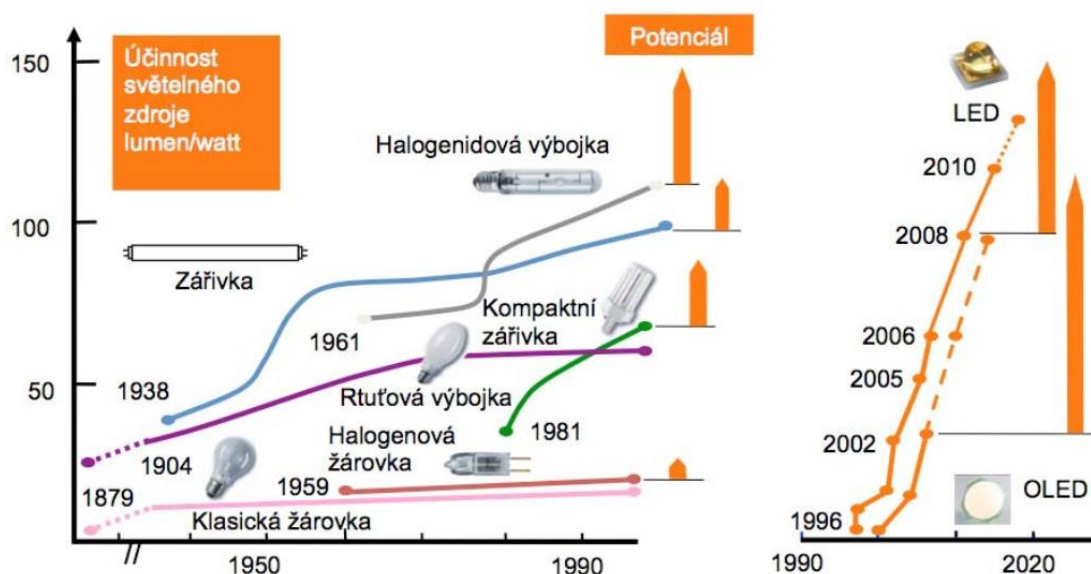 Účinnost
světelného
zdroje
lumen/watt
Potenciál
150
100
50
Halogenidová výbojka
Zářivka
Kompaktní
zářivka
1961
1938
Rtuťová výbojka
1981
1904
Halogenová
žárovka
1879
1959
Klasická žárovka
1950
1990
LED
2010
2008
2006
2005
2002
OLED
1996
1990
2020